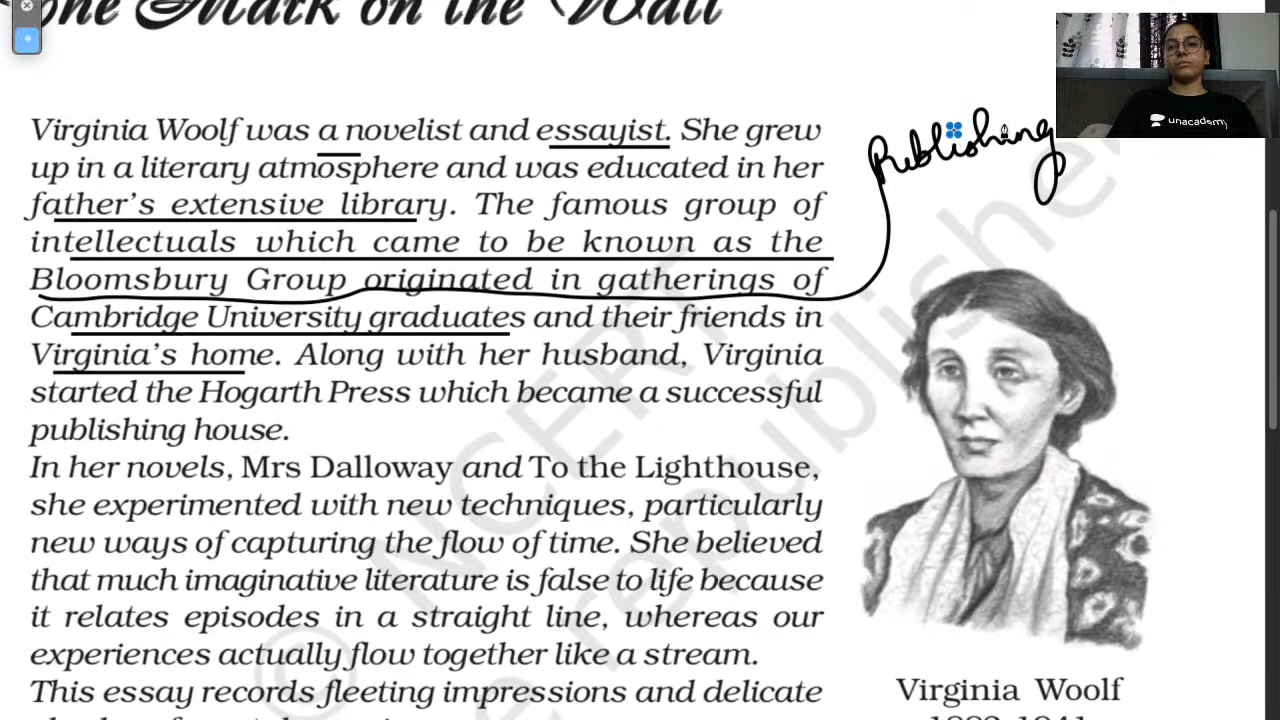 The Mark on the Wall
unacademy
Publishing
Virginia Woolf was a novelist and essayist. She grew
up in a literary atmosphere and was educated in her
father's extensive library. The famous group of
intellectuals which came to be known as the
Bloomsbury Group originated in gatherings of
Cambridge University graduates and their friends in
Virginia's home. Along with her husband, Virginia
started the Hogarth Press which became a successful
publishing house.
In her novels, Mrs Dalloway and To the Lighthouse,
she experimented with new techniques, particularly
new ways of capturing the flow of time. She believed
that much imaginative literature is false to life because
it relates episodes in a straight line, whereas our
experiences actually flow together like a stream.
This essay records fleeting impressions and delicate
Virginia Woolf
1882-1941
© NCERT
republishe